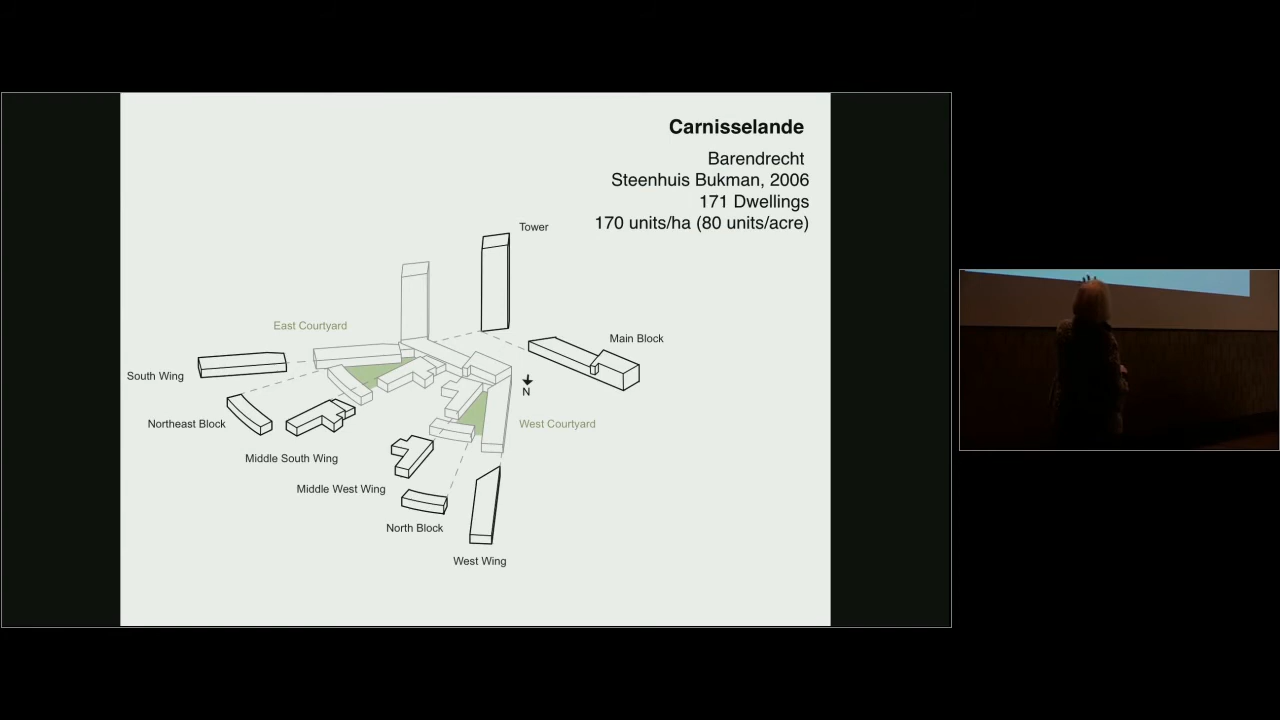 Carnisselande
Barendrecht
Steenhuis Bukman, 2006
171 Dwellings
170 units/ha (80 units/acre)
Tower
East Courtyard
Main Block
South Wing
N
Northeast Block
West Courtyard
Middle South Wing
Middle West Wing
North Block
West Wing